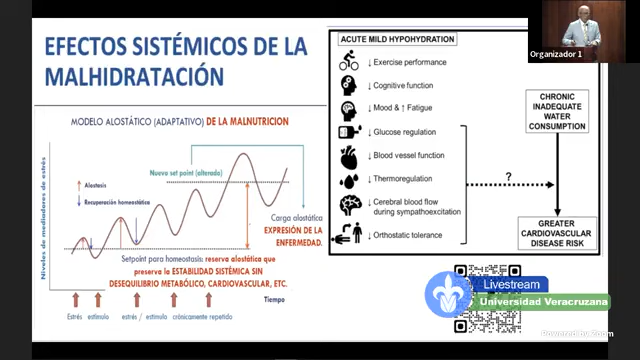 EFECTOS SISTÉMICOS DE LA
MALHIDRATACIÓN
MODELO ALOSTÁTICO (ADAPTATIVO) DE LA MALNUTRICION
Niveles de mediadores de estrés
Nuevo set point (alterado)
↑ Alostasis
↓ Recuperación homeostática
Carga alostática
EXPRESIÓN DE LA
ENFERMEDAD.
Setpoint para homeostasis: reserva alostática que
preserva la ESTABILIDAD SISTÉMICA SIN
DESEQUILIBRIO METABÓLICO, CARDIOVASCULAR, ETC.
Tiempo
Estrés estímulo estrés / estímulo crónicamente repetido
ACUTE MILD HYPOHYDRATION
↓ Exercise performance
↓ Cognitive function
↓ Mood & ↑ Fatigue
↓ Glucose regulation
↓ Blood vessel function
↓ Thermoregulation
↓ Cerebral blood flow
during sympathoexcitation
↓ Orthostatic tolerance
?
CHRONIC
INADEQUATE
WATER
CONSUMPTION
GREATER
CARDIOVASCULAR
DISEASE RISK
Organizador 1
Livestream
Universidad Veracruzana
Powered by Zoom